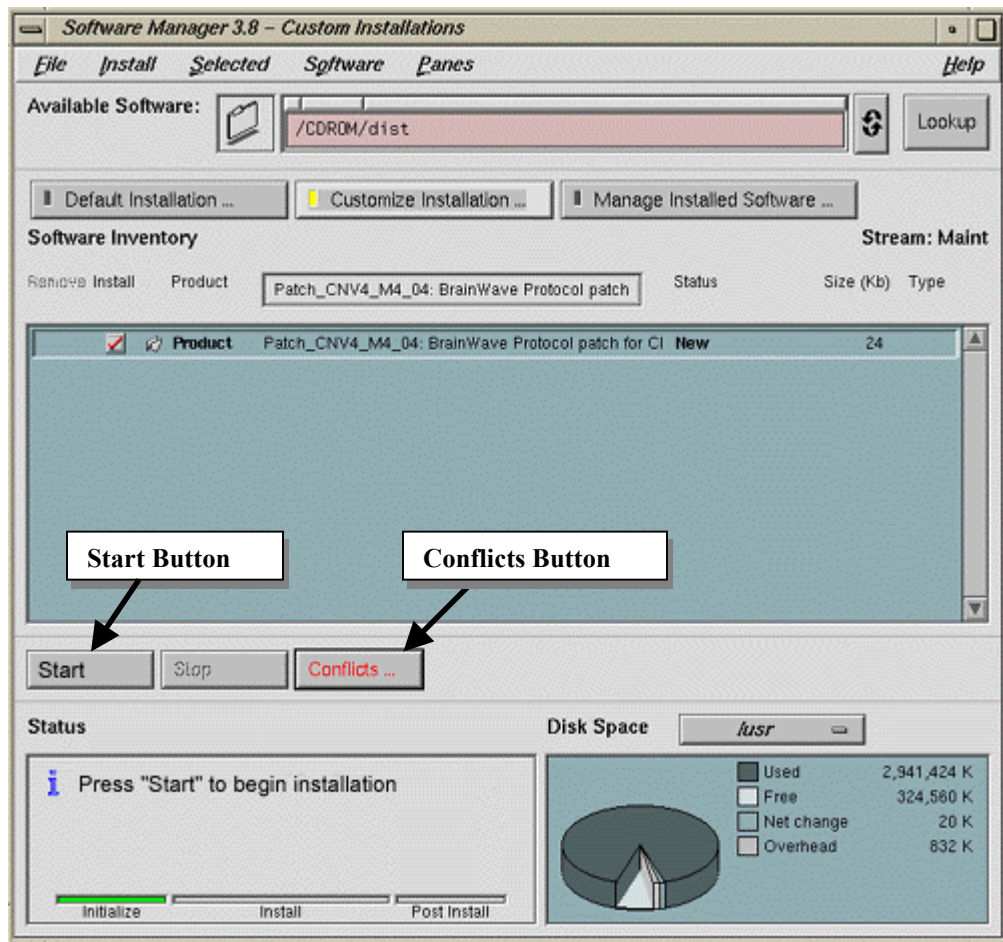 Software Manager 3.8 – Custom Installations
File Install Selected Software Panes Help
Available Software: /CDROM/dist Lookup
Default Installation ... Customize Installation ... Manage Installed Software ...
Software Inventory Stream: Maint
Remove Install Product Patch_CNV4_M4_04: BrainWave Protocol patch Status Size (Kb) Type
Product Patch_CNV4_M4_04: BrainWave Protocol patch for Cl New 24
Start Button Conflicts Button
Start Stop Conflicts ...
Status Disk Space /usr
Press "Start" to begin installation
Used 2,941,424 K
Free 324,560 K
Net change 20 K
Overhead 832 K
Initialize Install Post Install